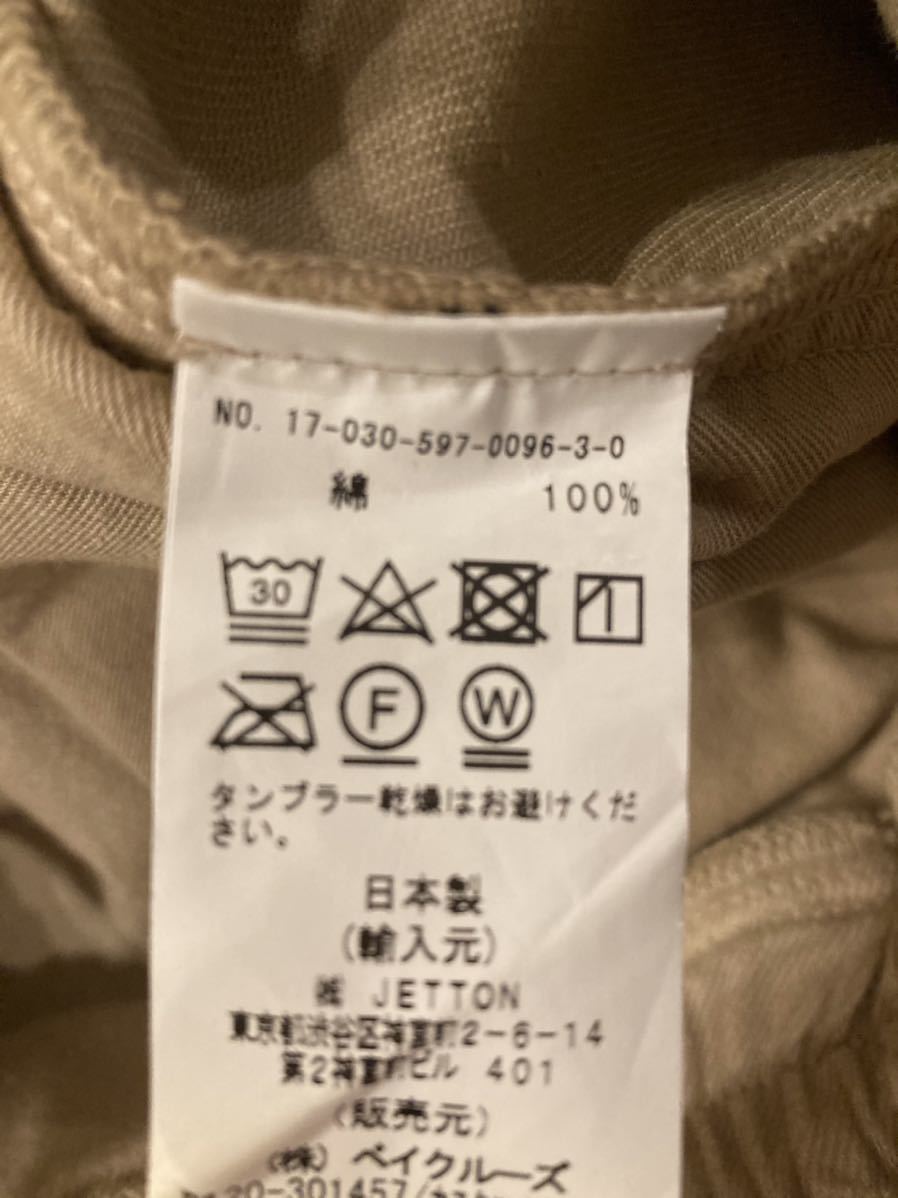 NO. 17-030-597-0096-3-0
綿 100%
30
F W
タンブラー乾燥はお避けくだ
さい。
日本製
(輸入元)
㈱ JETTON
東京都渋谷区神宮前2-6-14
第2神宮前ビル 401
(販売元)
(株) ベイクルーズ
20-301457/